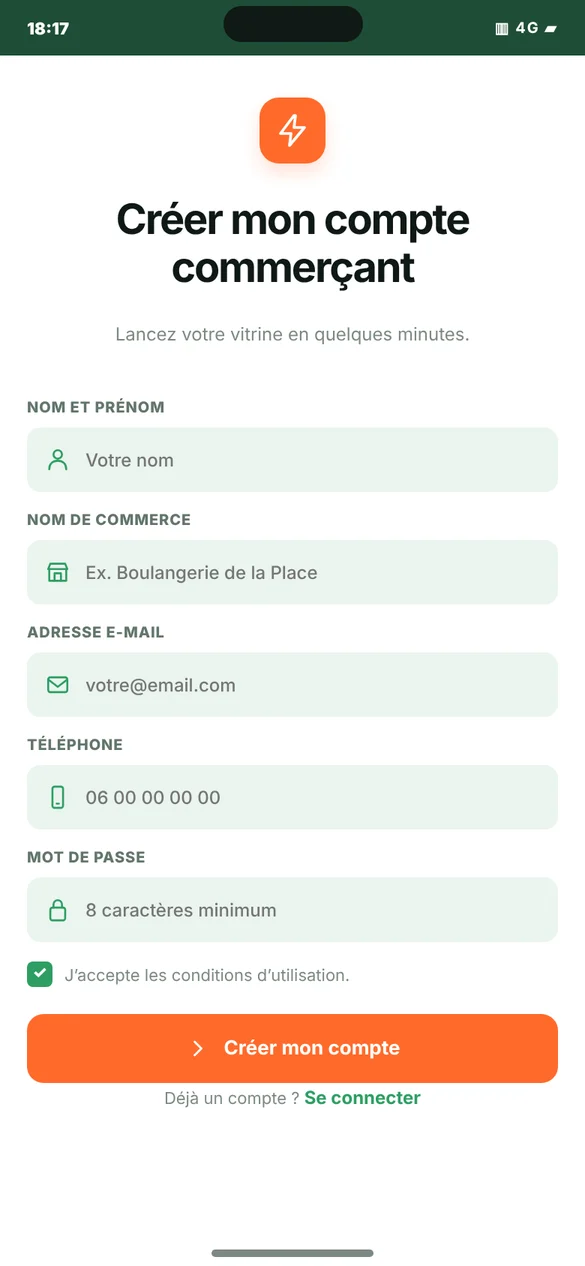 18:17
4G
Créer mon compte
commerçant
Lancez votre vitrine en quelques minutes.
NOM ET PRÉNOM
Votre nom
NOM DE COMMERCE
Ex. Boulangerie de la Place
ADRESSE E-MAIL
votre@email.com
TÉLÉPHONE
06 00 00 00 00
MOT DE PASSE
8 caractères minimum
J’accepte les conditions d’utilisation.
Créer mon compte
Déjà un compte ? Se connecter